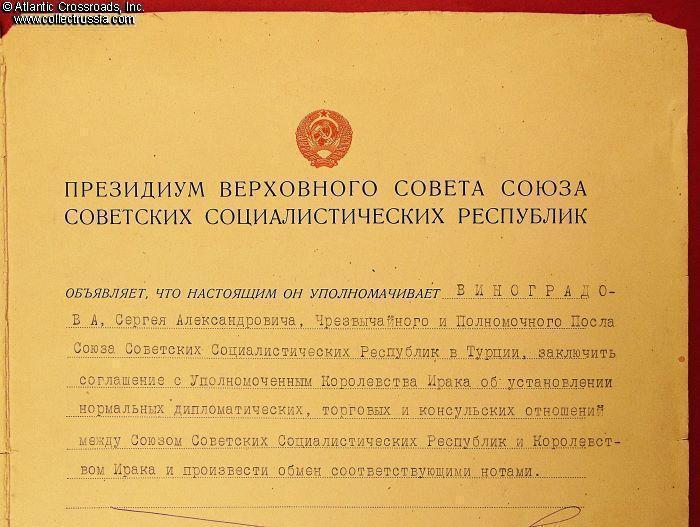 © Atlantic Crossroads, Inc.
www.collectrussia.com
ПРЕЗИДИУМ ВЕРХОВНОГО СОВЕТА СОЮЗА
СОВЕТСКИХ СОЦИАЛИСТИЧЕСКИХ РЕСПУБЛИК
ОБЪЯВЛЯЕТ, ЧТО НАСТОЯЩИМ ОН УПОЛНОМАЧИВАЕТ В И Н О Г Р А Д О-
В А, Сергея Александровича, Чрезвычайного и Полномочного Посла
Союза Советских Социалистических Республик в Турции, заключить
соглашение с Уполномоченным Королевства Ирака об установлении
нормальных дипломатических, торговых и консульских отношений
между Союзом Советских Социалистических Республик и Королевст-
вом Ирака и произвести обмен соответствующими нотами.